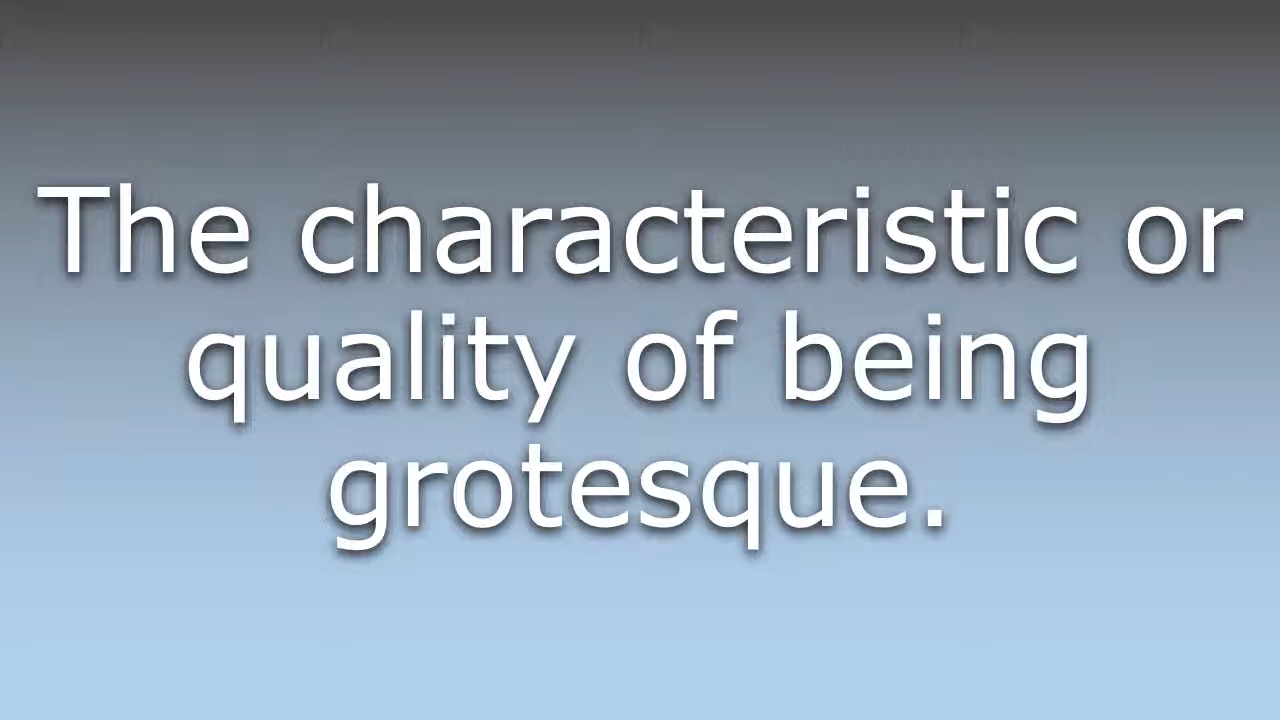 The characteristic or
quality of being
grotesque.